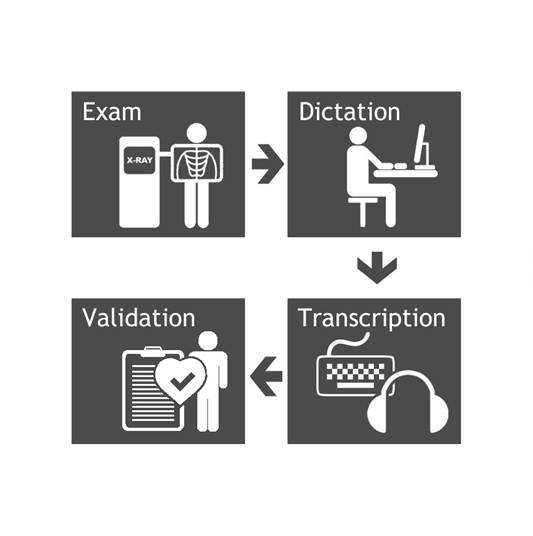 Exam
X-RAY
Dictation
Transcription
Validation